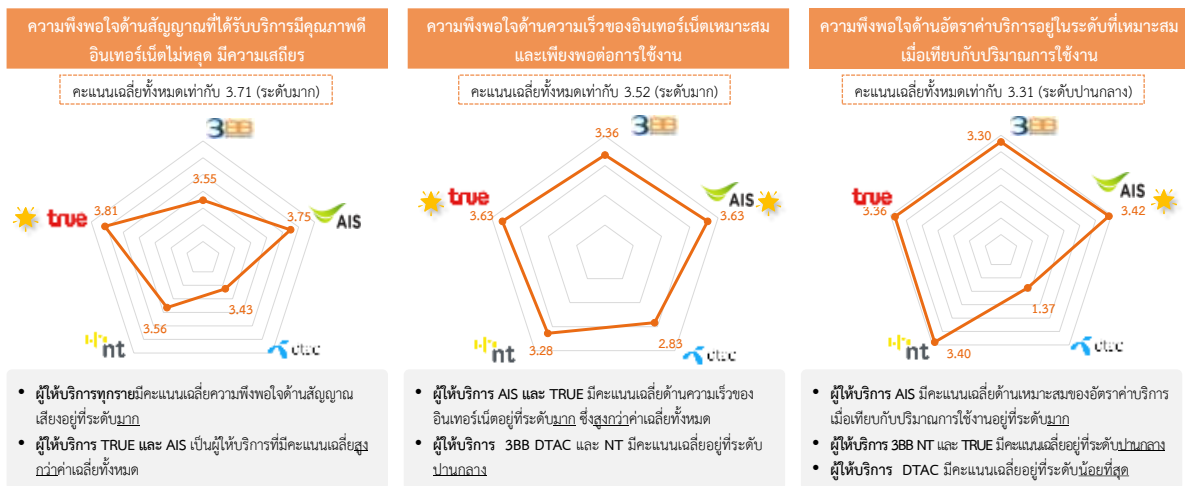 ความพึงพอใจด้านสัญญาณที่ได้รับบริการมีคุณภาพดี
อินเทอร์เน็ตไม่หลุด มีความเสถียร
คะแนนเฉลี่ยทั้งหมดเท่ากับ 3.71 (ระดับมาก)
3BB
3.55
true
3.81
3.75
AIS
3.56
3.43
nt
dtac
• ผู้ให้บริการทุกรายมีคะแนนเฉลี่ยความพึงพอใจด้านสัญญาณ
เสียงอยู่ที่ระดับมาก
• ผู้ให้บริการ TRUE และ AIS เป็นผู้ให้บริการที่มีคะแนนเฉลี่ยสูง
กว่าค่าเฉลี่ยทั้งหมด
ความพึงพอใจด้านความเร็วของอินเทอร์เน็ตเหมาะสม
และเพียงพอต่อการใช้งาน
คะแนนเฉลี่ยทั้งหมดเท่ากับ 3.52 (ระดับมาก)
3BB
3.36
true
AIS
3.63
3.63
nt
3.28
2.83
dtac
• ผู้ให้บริการ AIS และ TRUE มีคะแนนเฉลี่ยด้านความเร็วของ
อินเทอร์เน็ตอยู่ที่ระดับมาก ซึ่งสูงกว่าค่าเฉลี่ยทั้งหมด
• ผู้ให้บริการ 3BB DTAC และ NT มีคะแนนเฉลี่ยอยู่ที่ระดับ
ปานกลาง
ความพึงพอใจด้านอัตราค่าบริการอยู่ในระดับที่เหมาะสม
เมื่อเทียบกับปริมาณการใช้งาน
คะแนนเฉลี่ยทั้งหมดเท่ากับ 3.31 (ระดับปานกลาง)
3BB
3.30
true
AIS
3.36
3.42
1.37
nt
3.40
dtac
• ผู้ให้บริการ AIS มีคะแนนเฉลี่ยด้านเหมาะสมของอัตราค่าบริการ
เมื่อเทียบกับปริมาณการใช้งานอยู่ที่ระดับมาก
• ผู้ให้บริการ 3BB NT และ TRUE มีคะแนนเฉลี่ยอยู่ที่ระดับปานกลาง
• ผู้ให้บริการ DTAC มีคะแนนเฉลี่ยอยู่ที่ระดับน้อยที่สุด